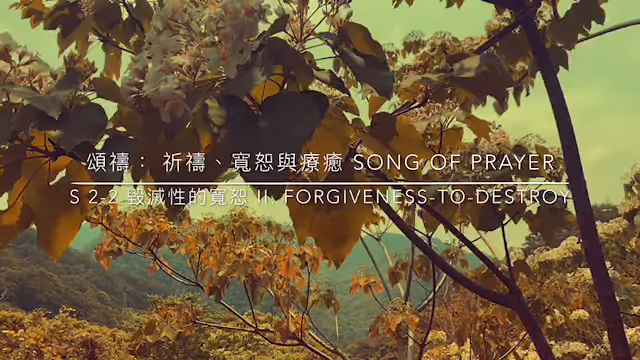 頌禱： 祈禱、寬恕與療癒 SONG OF PRAYER
S 2-2 毀滅性的寬恕 II. FORGIVENESS-TO-DESTROY